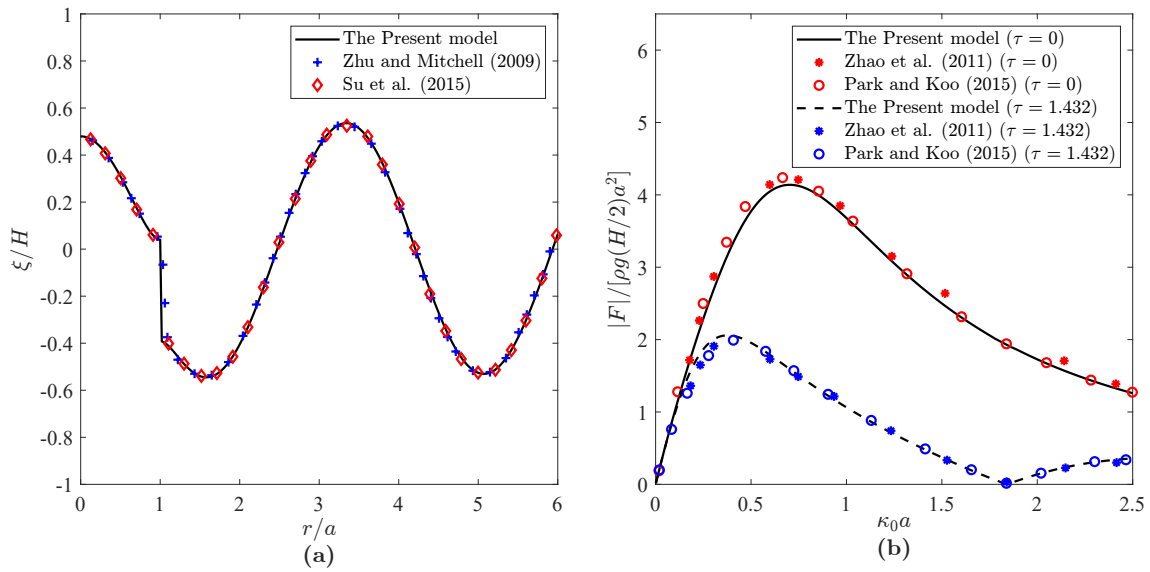 1
0.8
0.6
0.4
0.2
0
-0.2
-0.4
-0.6
-0.8
-1
ξ/H
0 1 2 3 4 5 6
r/a
(a)
The Present model
Zhu and Mitchell (2009)
Su et al. (2015)
6
5
4
3
2
1
0
|F|/[ρg(H/2)a²]
0 0.5 1 1.5 2 2.5
κ₀a
(b)
The Present model (τ = 0)
Zhao et al. (2011) (τ = 0)
Park and Koo (2015) (τ = 0)
The Present model (τ = 1.432)
Zhao et al. (2011) (τ = 1.432)
Park and Koo (2015) (τ = 1.432)